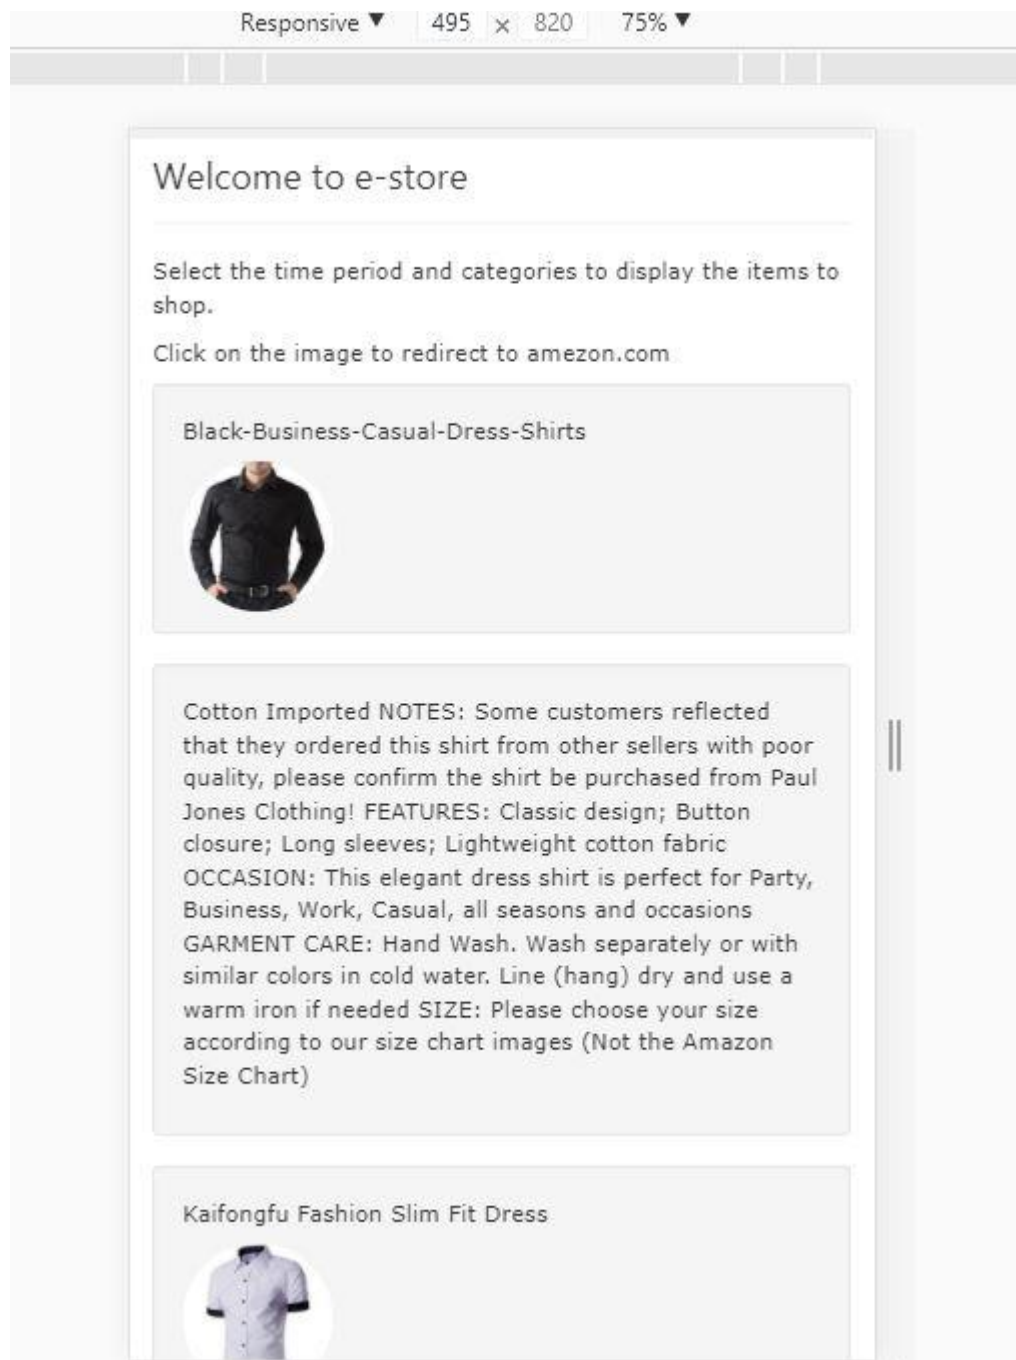 Responsive ▼ 495 × 820 75% ▼
Welcome to e-store
Select the time period and categories to display the items to
shop.
Click on the image to redirect to amezon.com
Black-Business-Casual-Dress-Shirts
Cotton Imported NOTES: Some customers reflected
that they ordered this shirt from other sellers with poor
quality, please confirm the shirt be purchased from Paul
Jones Clothing! FEATURES: Classic design; Button
closure; Long sleeves; Lightweight cotton fabric
OCCASION: This elegant dress shirt is perfect for Party,
Business, Work, Casual, all seasons and occasions
GARMENT CARE: Hand Wash. Wash separately or with
similar colors in cold water. Line (hang) dry and use a
warm iron if needed SIZE: Please choose your size
according to our size chart images (Not the Amazon
Size Chart)
Kaifongfu Fashion Slim Fit Dress